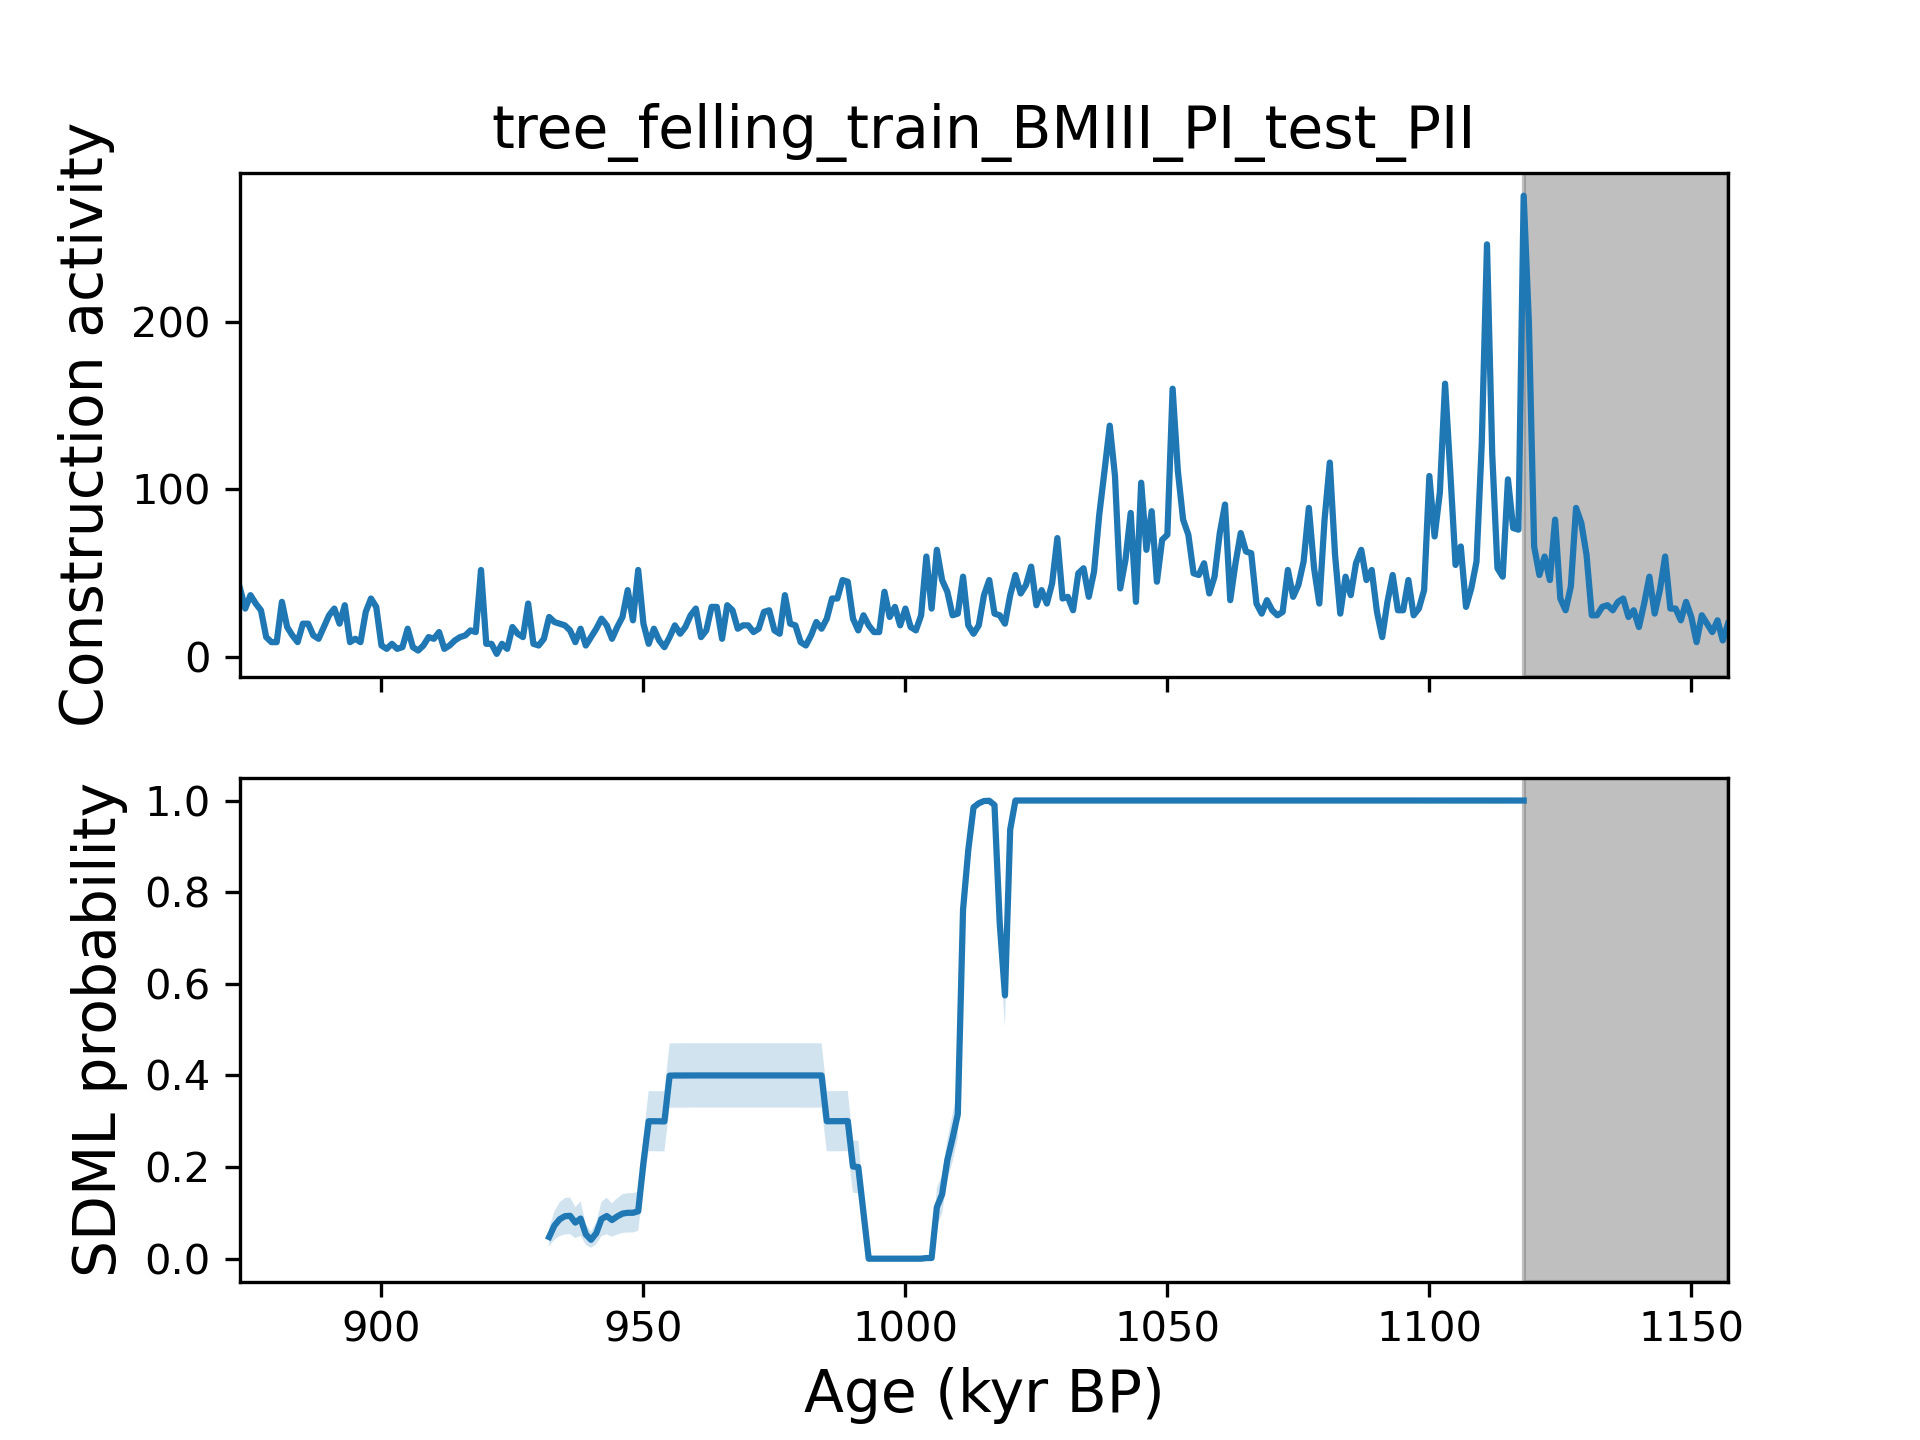 tree_felling_train_BMIII_PI_test_PII
Construction activity
200
100
0
SDML probability
1.0
0.8
0.6
0.4
0.2
0.0
900 950 1000 1050 1100 1150
Age (kyr BP)